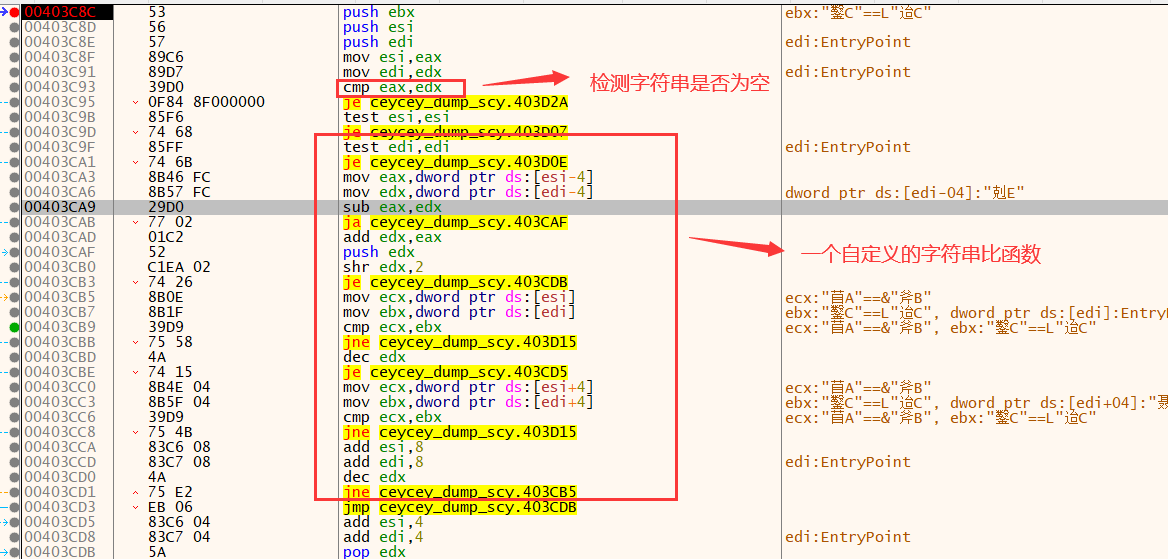 00403C8C 53 push ebx ebx:"鑿C"==L"迨C"
00403C8D 56 push esi
00403C8E 57 push edi edi:EntryPoint
00403C8F 89C6 mov esi,eax
00403C91 89D7 mov edi,edx edi:EntryPoint
00403C93 39D0 cmp eax,edx 检测字符串是否为空
00403C95 0F84 8F000000 je ceycey_dump_scy.403D2A
00403C9B 85F6 test esi,esi
00403C9D 74 68 je ceycey_dump_scy.403D07
00403C9F 85FF test edi,edi edi:EntryPoint
00403CA1 74 6B je ceycey_dump_scy.403D0E
00403CA3 8B46 FC mov eax,dword ptr ds:[esi-4]
00403CA6 8B57 FC mov edx,dword ptr ds:[edi-4] dword ptr ds:[edi-04]:"剋E"
00403CA9 29D0 sub eax,edx
00403CAB 77 02 ja ceycey_dump_scy.403CAF
00403CAD 01C2 add edx,eax
00403CAF 52 push edx 一个自定义的字符串比函数
00403CB0 C1EA 02 shr edx,2
00403CB3 74 26 je ceycey_dump_scy.403CDB
00403CB5 8B0E mov ecx,dword ptr ds:[esi] ecx:"苜A"==&"斧B"
00403CB7 8B1F mov ebx,dword ptr ds:[edi] ebx:"鑿C"==L"迨C", dword ptr ds:[edi]:EntryP
00403CB9 39D9 cmp ecx,ebx ecx:"苜A"==&"斧B", ebx:"鑿C"==L"迨C"
00403CBB 75 58 jne ceycey_dump_scy.403D15
00403CBD 4A dec edx
00403CBE 74 15 je ceycey_dump_scy.403CD5
00403CC0 8B4E 04 mov ecx,dword ptr ds:[esi+4] ecx:"苜A"==&"斧B"
00403CC3 8B5F 04 mov ebx,dword ptr ds:[edi+4] ebx:"鑿C"==L"迨C", dword ptr ds:[edi+04]:"聂
00403CC6 39D9 cmp ecx,ebx ecx:"苜A"==&"斧B", ebx:"鑿C"==L"迨C"
00403CC8 75 4B jne ceycey_dump_scy.403D15
00403CCA 83C6 08 add esi,8
00403CCD 83C7 08 add edi,8 edi:EntryPoint
00403CD0 4A dec edx
00403CD1 75 E2 jne ceycey_dump_scy.403CB5
00403CD3 EB 06 jmp ceycey_dump_scy.403CDB
00403CD5 83C6 04 add esi,4
00403CD8 83C7 04 add edi,4 edi:EntryPoint
00403CDB 5A pop edx